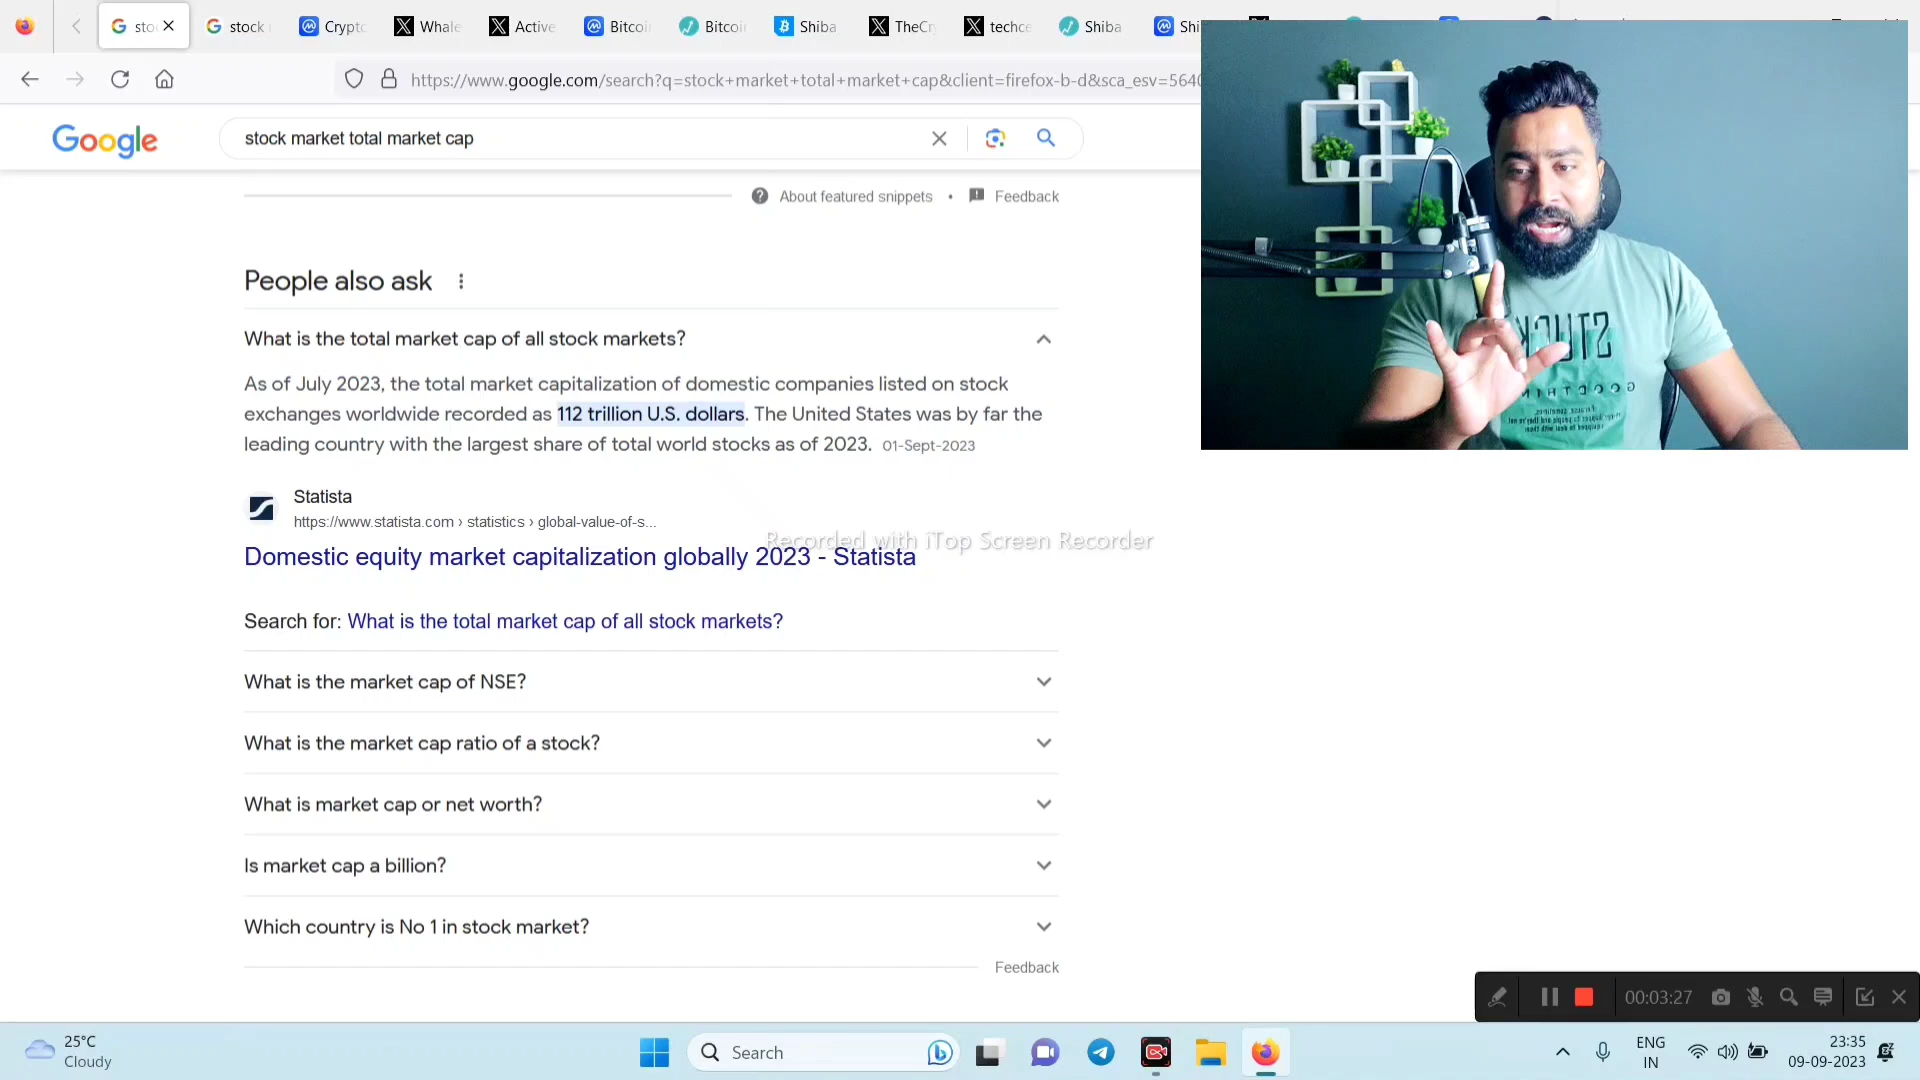 sto
stock
Crypto
Whale
Active
Bitcoi
Bitcoi
Shiba
TheCr
techce
Shiba
Shi
https://www.google.com/search?q=stock+market+total+market+cap&client=firefox-b-d&sca_esv=5640
Google
stock market total market cap
About featured snippets • Feedback
People also ask
What is the total market cap of all stock markets?
As of July 2023, the total market capitalization of domestic companies listed on stock
exchanges worldwide recorded as 112 trillion U.S. dollars. The United States was by far the
leading country with the largest share of total world stocks as of 2023. 01-Sept-2023
Statista
https://www.statista.com › statistics › global-value-of-s...
Recorded with iTop Screen Recorder
Domestic equity market capitalization globally 2023 - Statista
Search for: What is the total market cap of all stock markets?
What is the market cap of NSE?
What is the market cap ratio of a stock?
What is market cap or net worth?
Is market cap a billion?
Which country is No 1 in stock market?
Feedback
00:03:27
25°C
Cloudy
Search
ENG
IN
23:35
09-09-2023